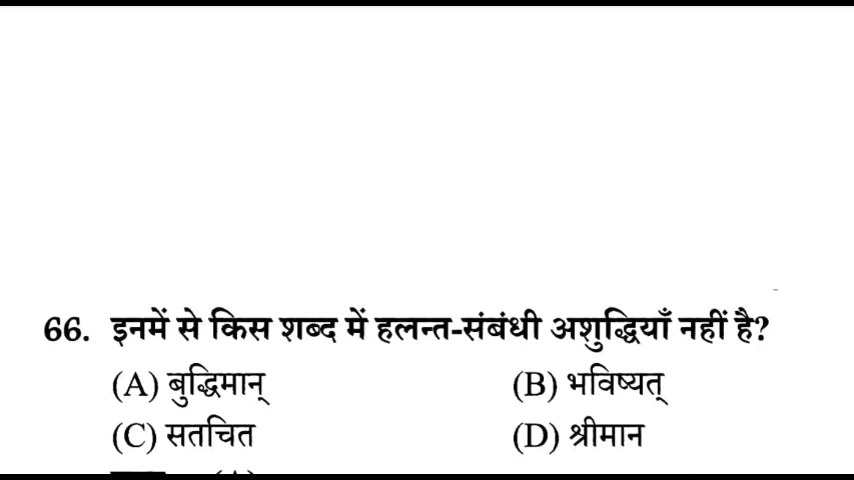 66. इनमें से किस शब्द में हलन्त-संबंधी अशुद्धियाँ नहीं है?
(A) बुद्धिमान् (B) भविष्यत्
(C) सतचित (D) श्रीमान